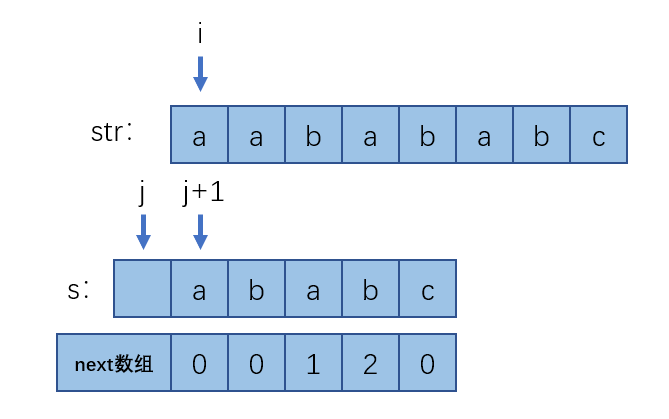 i
str: a a b a b a b c
j j+1
s: a b a b c
next数组 0 0 1 2 0